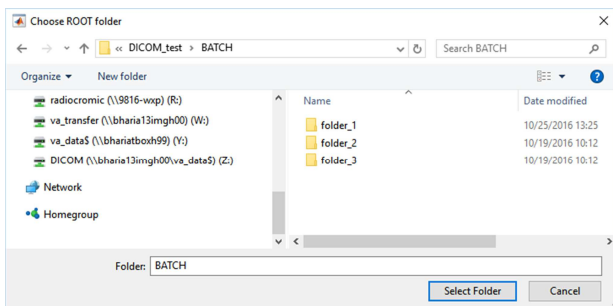 Choose ROOT folder
« DICOM_test › BATCH
Search BATCH
Organize
New folder
radiocromic (\\9816-wxp) (R:)
va_transfer (\\bharia13imgh00) (W:)
va_data$ (\\bhariatboxh99) (Y:)
DICOM (\\bharia13imgh00\va_data$) (Z:)
Network
Homegroup
Name
Date modified
folder_1
10/25/2016 13:25
folder_2
10/19/2016 10:12
folder_3
10/19/2016 10:12
Folder:
BATCH
Select Folder
Cancel